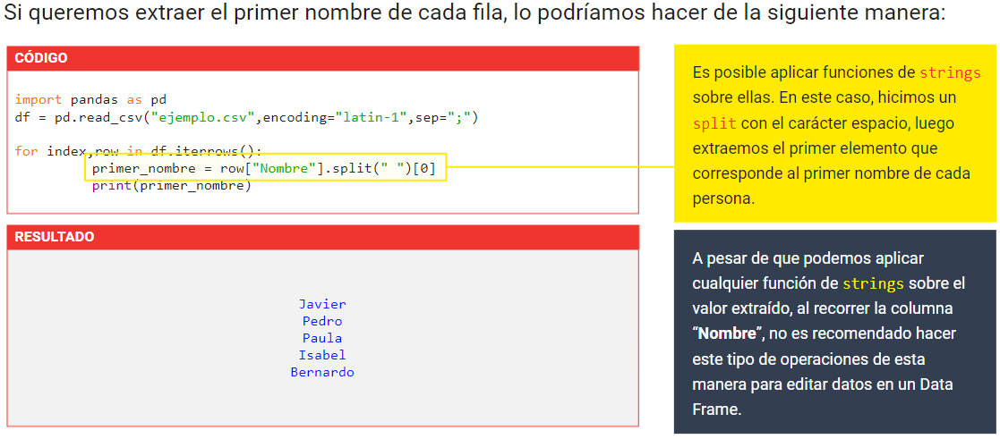 Si queremos extraer el primer nombre de cada fila, lo podríamos hacer de la siguiente manera:
CÓDIGO
import pandas as pd
df = pd.read_csv("ejemplo.csv",encoding="latin-1",sep=";")
for index,row in df.iterrows():
primer_nombre = row["Nombre"].split(" ")[0]
print(primer_nombre)
Es posible aplicar funciones de strings
sobre ellas. En este caso, hicimos un
split con el carácter espacio, luego
extraemos el primer elemento que
corresponde al primer nombre de cada
persona.
RESULTADO
Javier
Pedro
Paula
Isabel
Bernardo
A pesar de que podemos aplicar
cualquier función de strings sobre el
valor extraído, al recorrer la columna
“Nombre”, no es recomendado hacer
este tipo de operaciones de esta
manera para editar datos en un Data
Frame.